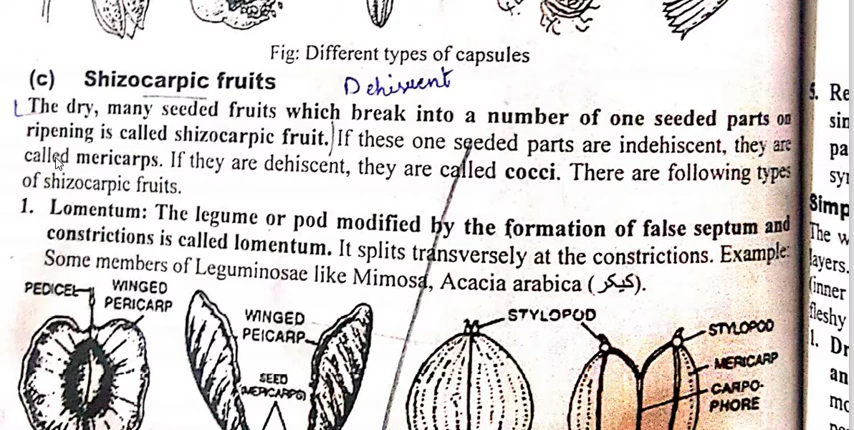 Fig: Different types of capsules
(c) Shizocarpic fruits Dehiscent
The dry, many seeded fruits which break into a number of one seeded parts on
ripening is called shizocarpic fruit. If these one seeded parts are indehiscent, they are
called mericarps. If they are dehiscent, they are called cocci. There are following types
of shizocarpic fruits.
1. Lomentum: The legume or pod modified by the formation of false septum and
constrictions is called lomentum. It splits transversely at the constrictions. Example:
Some members of Leguminosae like Mimosa, Acacia arabica (کیکر).
PEDICEL
WINGED
PERICARP
WINGED
PEICARP
SEED
(MERICARPS)
STYLOPOD
STYLOPOD
MERICARP
CARPO-
PHORE
5. Re
sin
pa
syn
Simp
The w
layers.
(inner
fleshy
1. Dr
an
mo